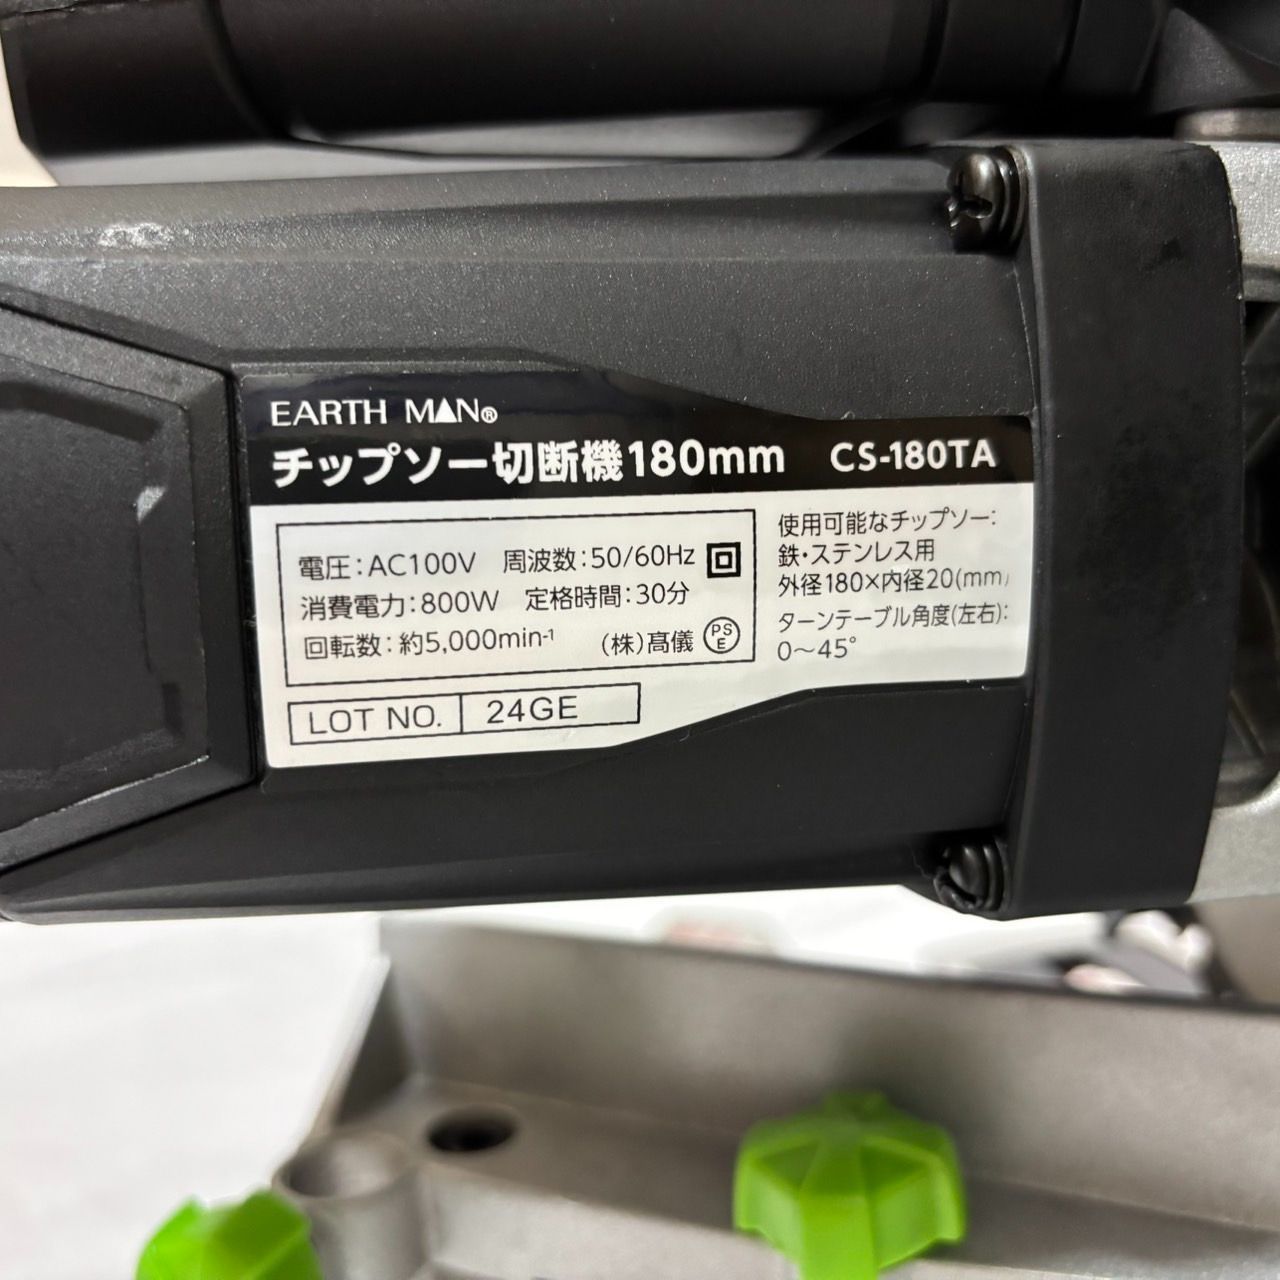 EARTH MAN®
チップソー切断機180mm CS-180TA
電圧:AC100V 周波数:50/60Hz
消費電力:800W 定格時間:30分
回転数:約5,000min-1 (株)髙儀 PSE
使用可能なチップソー:
鉄・ステンレス用
外径180×内径20(mm)
ターンテーブル角度(左右):
0～45°
LOT NO. 24GE